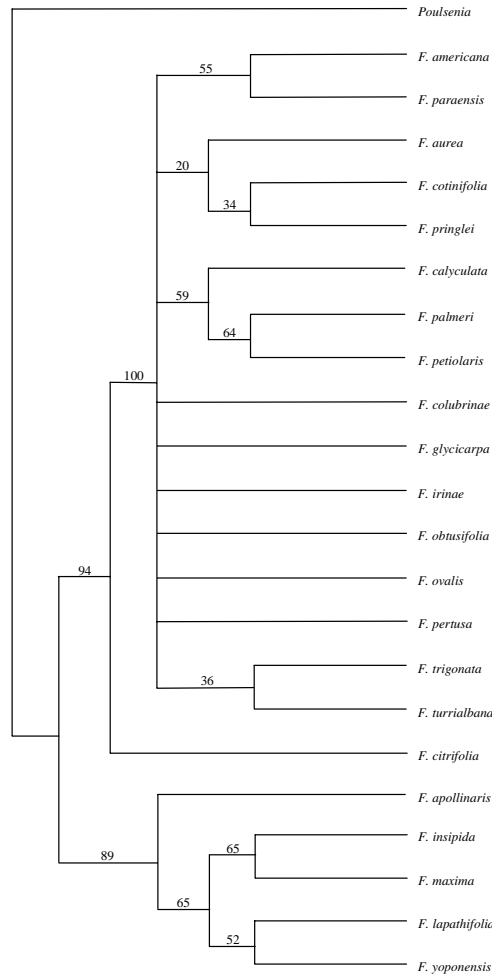 Poulsenia
F. americana
55
F. paraensis
F. aurea
20
F. cotinifolia
34
F. pringlei
F. calyculata
59
F. palmeri
64
F. petiolaris
100
F. colubrinae
F. glycicarpa
F. irinae
F. obtusifolia
94
F. ovalis
F. pertusa
F. trigonata
36
F. turrialbana
F. citrifolia
F. apollinaris
F. insipida
89
65
F. maxima
65
F. lapathifolia
52
F. yoponensis